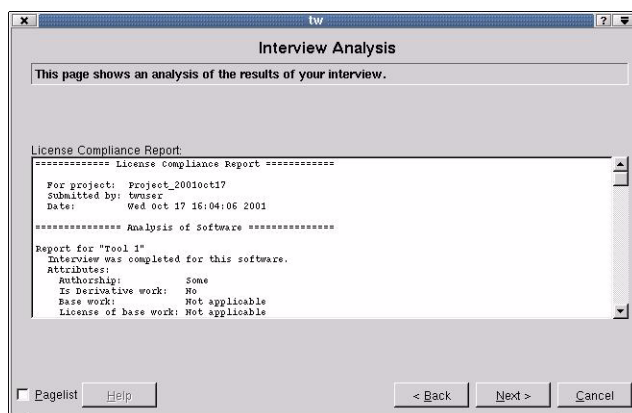 tw
Interview Analysis
This page shows an analysis of the results of your interview.
License Compliance Report:
============= License Compliance Report ============
For project: Project_2001oct17
Submitted by: twuser
Date: Wed Oct 17 16:04:06 2001
=============== Analysis of Software ===============
Report for "Tool 1"
Interview was completed for this software.
Attributes:
Authorship: Some
Is Derivative work: No
Base work: Not applicable
License of base work: Not applicable
Pagelist
Help
< Back
Next >
Cancel